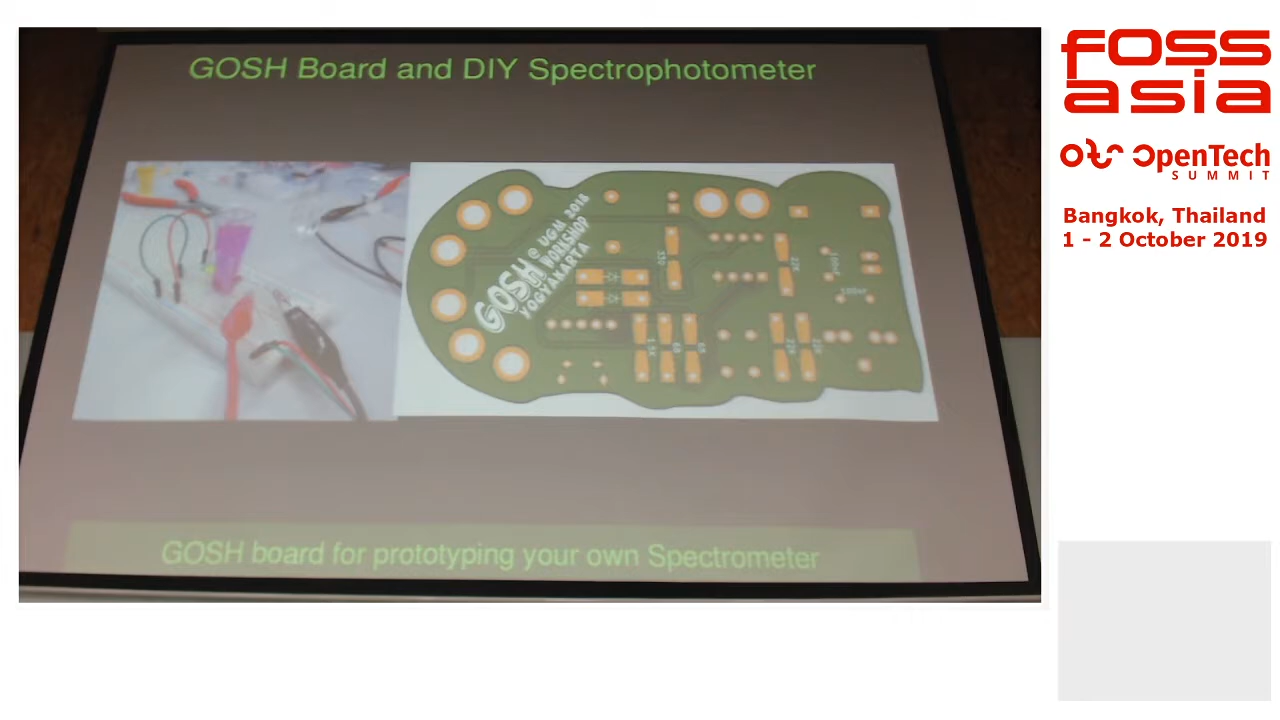 GOSH Board and DIY Spectrophotometer
GOSH @ UGM 2018
WORKSHOP
YOGYAKARTA
GOSH board for prototyping your own Spectrometer
FOSS
asia
OpenTech
SUMMIT
Bangkok, Thailand
1 - 2 October 2019